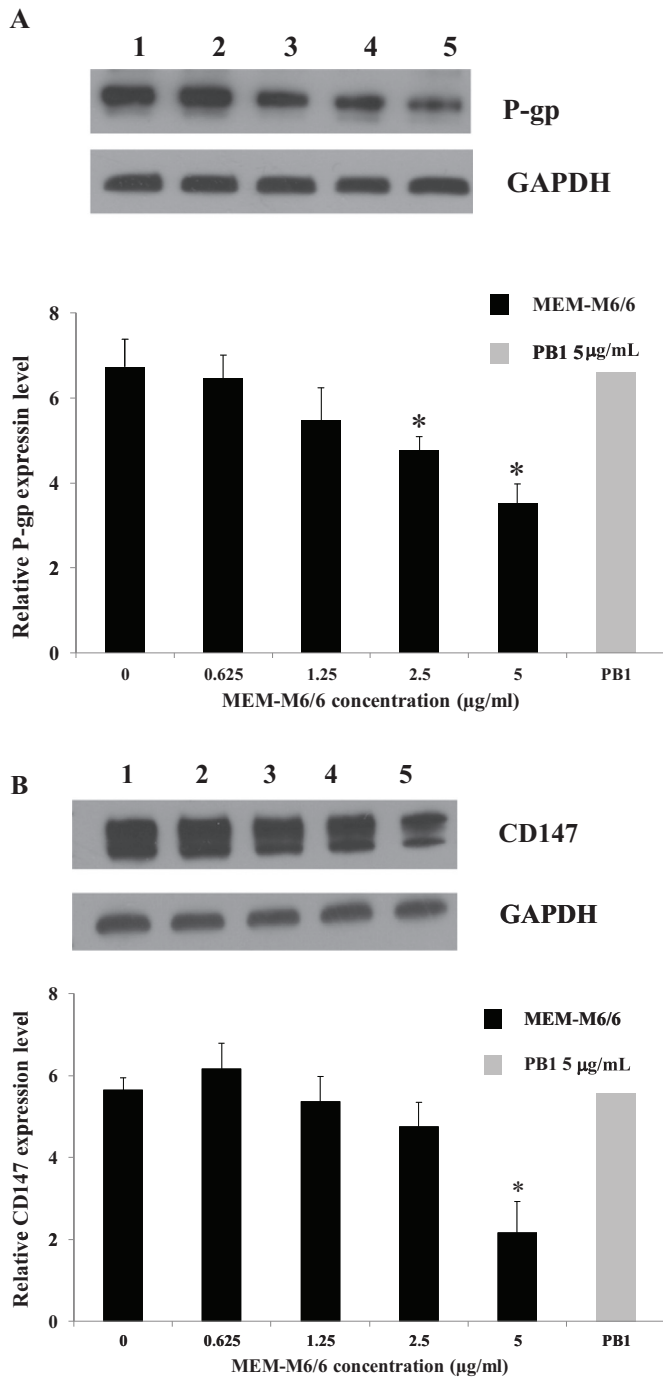 A
1 2 3 4 5
P-gp
GAPDH
MEM-M6/6
PB1 5 µg/mL
Relative P-gp expressin level
8
6
4
2
0
*
*
0 0.625 1.25 2.5 5 PB1
MEM-M6/6 concentration (µg/ml)
B
1 2 3 4 5
CD147
GAPDH
MEM-M6/6
PB1 5 µg/mL
Relative CD147 expression level
8
6
4
2
0
*
0 0.625 1.25 2.5 5 PB1
MEM-M6/6 concentration (µg/ml)